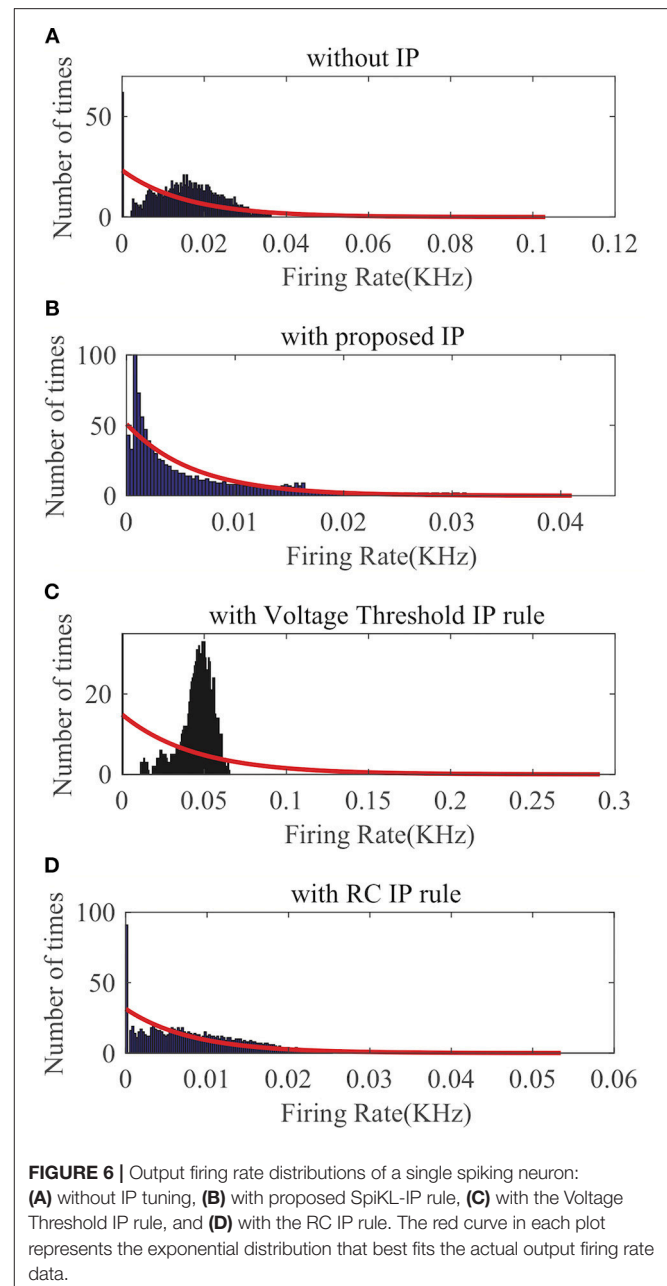 A
without IP
Number of times
50
0
0
0.02
0.04
0.06
0.08
0.1
0.12
Firing Rate(KHz)
B
with proposed IP
Number of times
100
50
0
0
0.01
0.02
0.03
0.04
Firing Rate(KHz)
C
with Voltage Threshold IP rule
Number of times
20
0
0
0.05
0.1
0.15
0.2
0.25
0.3
Firing Rate(KHz)
D
with RC IP rule
Number of times
100
50
0
0
0.01
0.02
0.03
0.04
0.05
0.06
Firing Rate(KHz)
FIGURE 6 | Output firing rate distributions of a single spiking neuron:
(A) without IP tuning, (B) with proposed SpiKL-IP rule, (C) with the Voltage
Threshold IP rule, and (D) with the RC IP rule. The red curve in each plot
represents the exponential distribution that best fits the actual output firing rate
data.